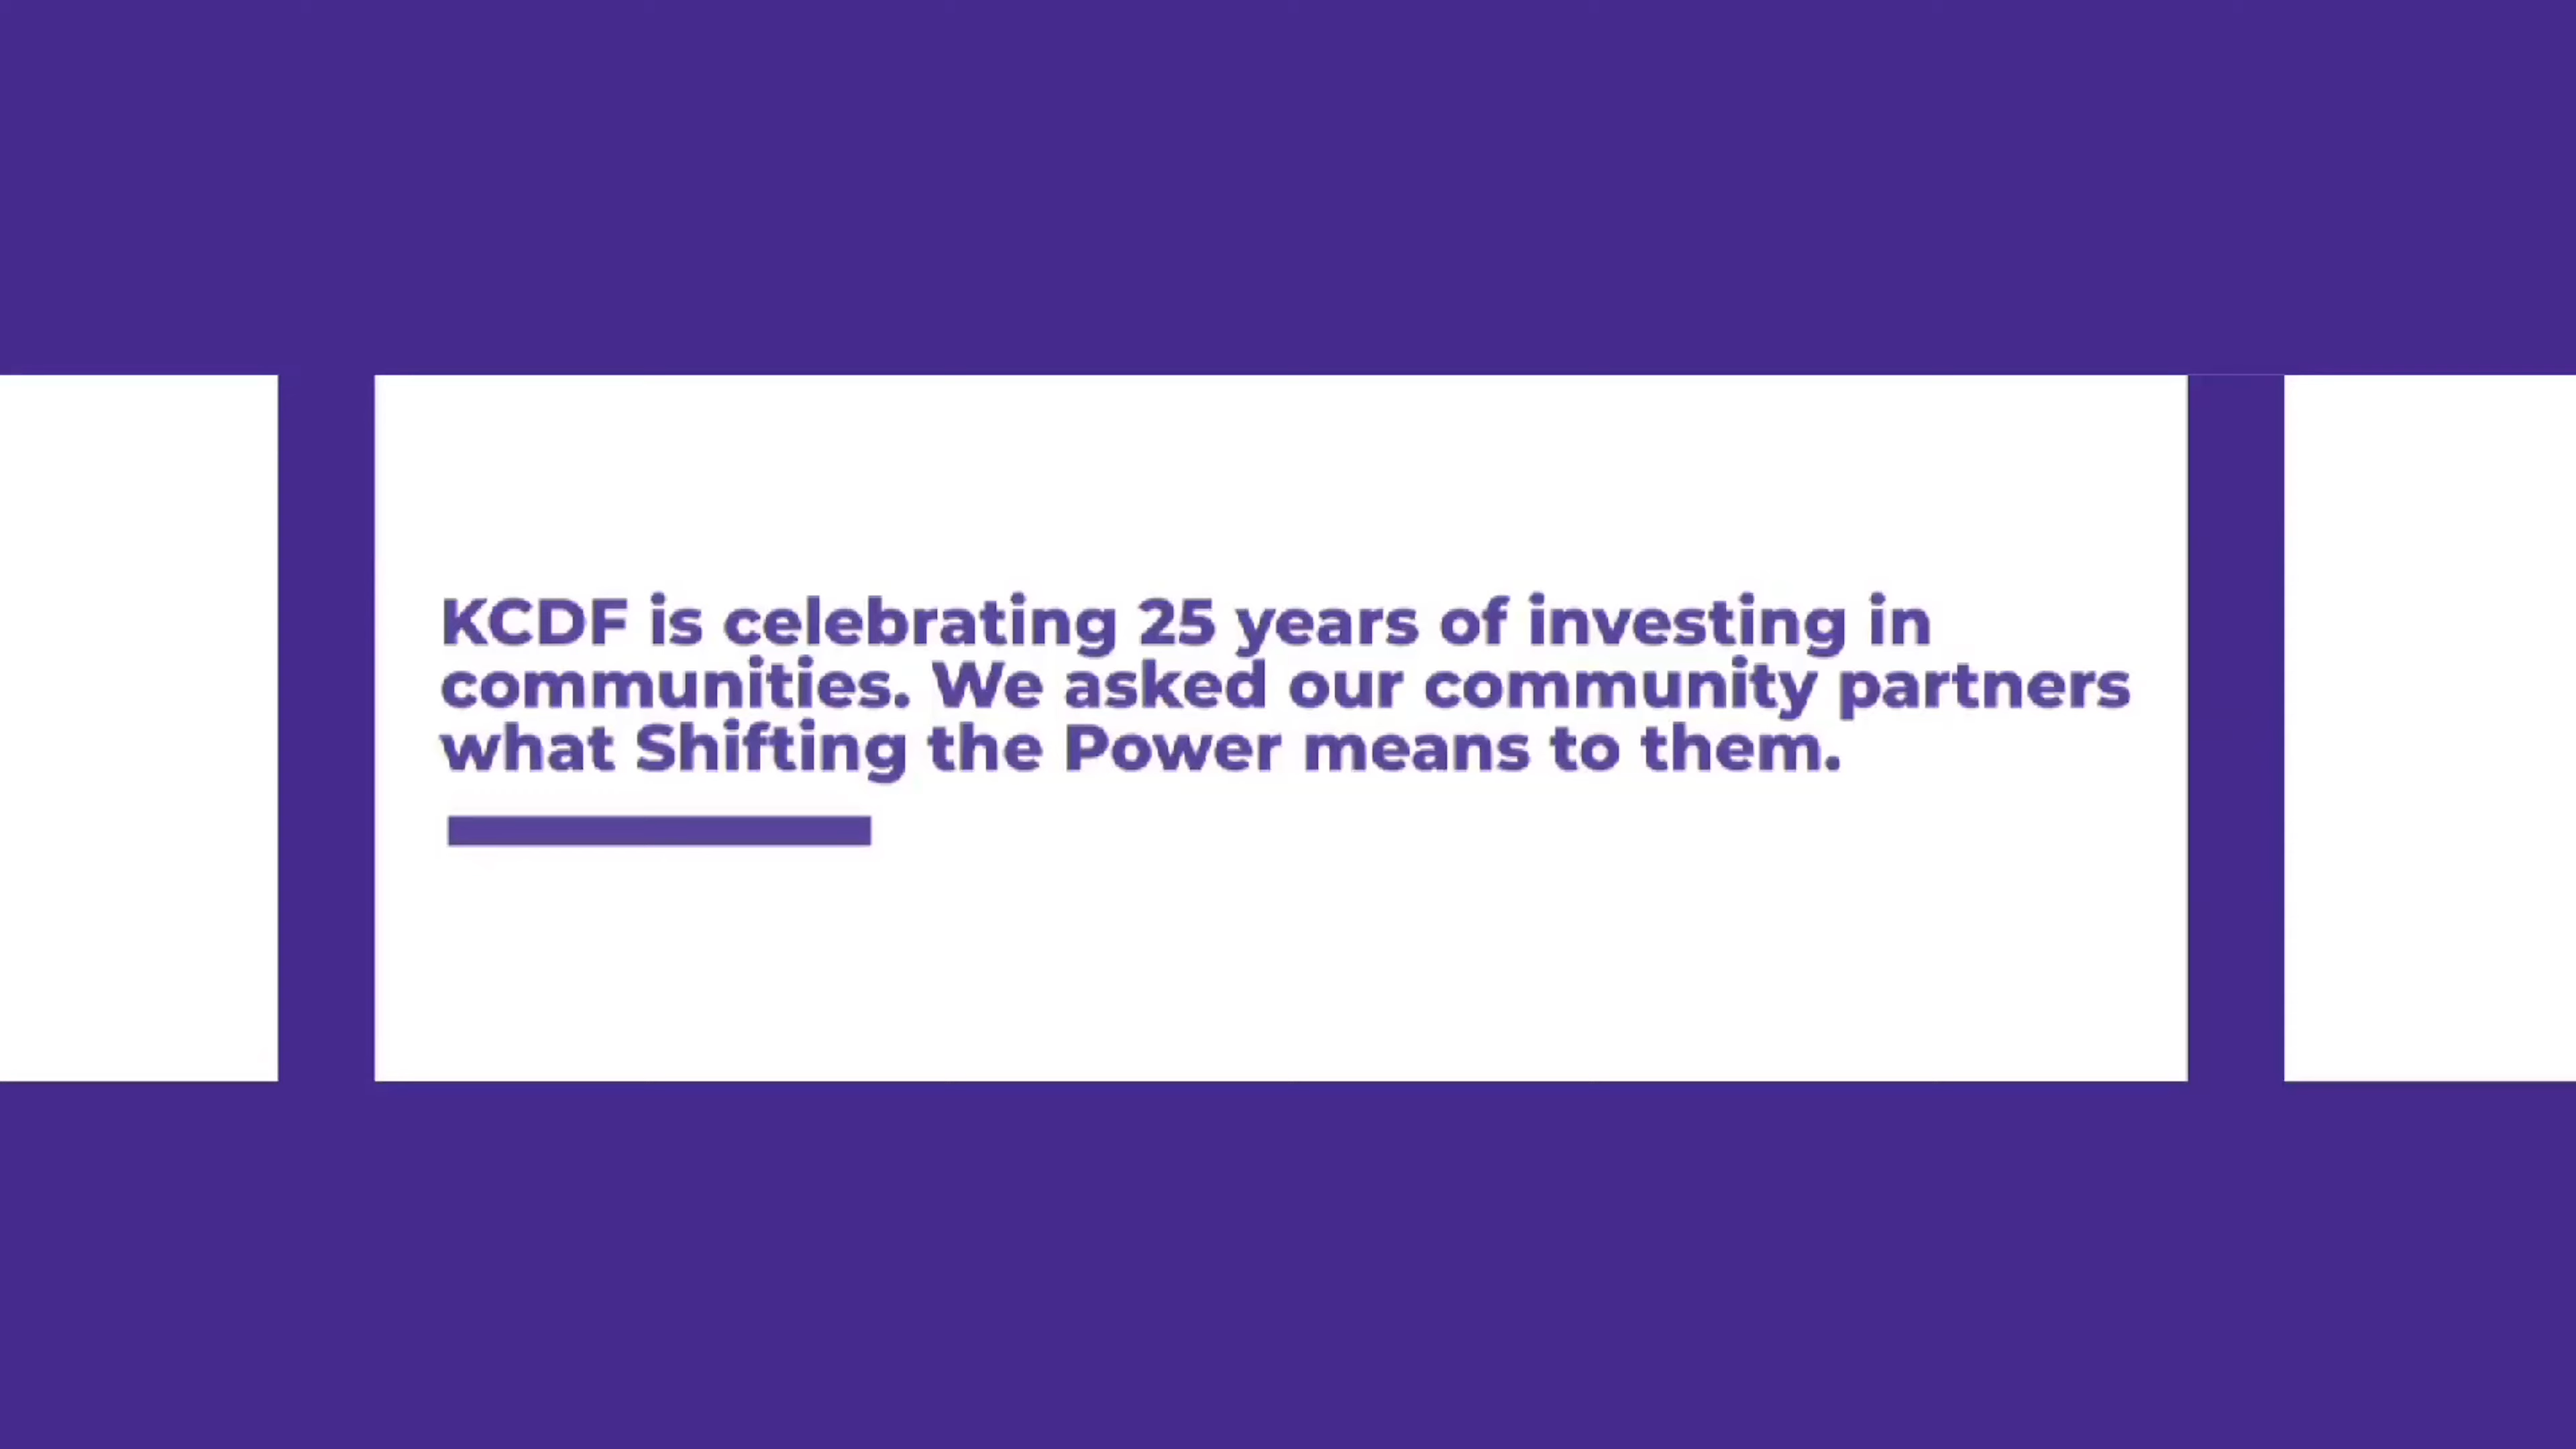 KCDF is celebrating 25 years of investing in
communities. We asked our community partners
what Shifting the Power means to them.